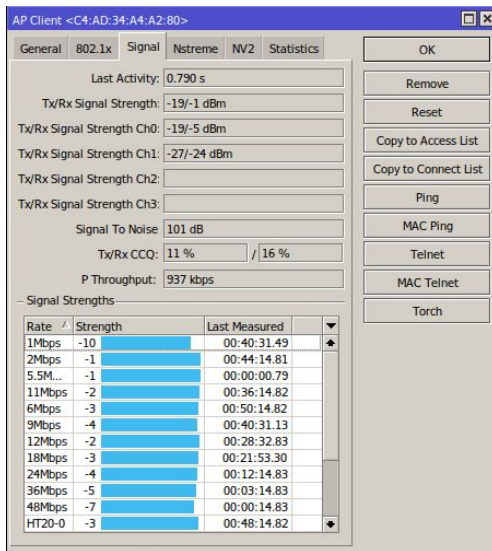 AP Client <C4:AD:34:A4:A2:80>
General 802.1x Signal Nstreme NV2 Statistics
Last Activity: 0.790 s
Tx/Rx Signal Strength: -19/-1 dBm
Tx/Rx Signal Strength Ch0: -19/-5 dBm
Tx/Rx Signal Strength Ch1: -27/-24 dBm
Tx/Rx Signal Strength Ch2:
Tx/Rx Signal Strength Ch3:
Signal To Noise 101 dB
Tx/Rx CCQ: 11 % / 16 %
P Throughput: 937 kbps
Signal Strengths
Rate Strength Last Measured
1Mbps -10 00:40:31.49
2Mbps -1 00:44:14.81
5.5M... -1 00:00:00.79
11Mbps -2 00:36:14.82
6Mbps -3 00:50:14.82
9Mbps -4 00:40:31.13
12Mbps -2 00:28:32.83
18Mbps -3 00:21:53.30
24Mbps -4 00:12:14.83
36Mbps -5 00:03:14.83
48Mbps -7 00:00:14.83
HT20-0 -3 00:48:14.82
OK
Remove
Reset
Copy to Access List
Copy to Connect List
Ping
MAC Ping
Telnet
MAC Telnet
Torch